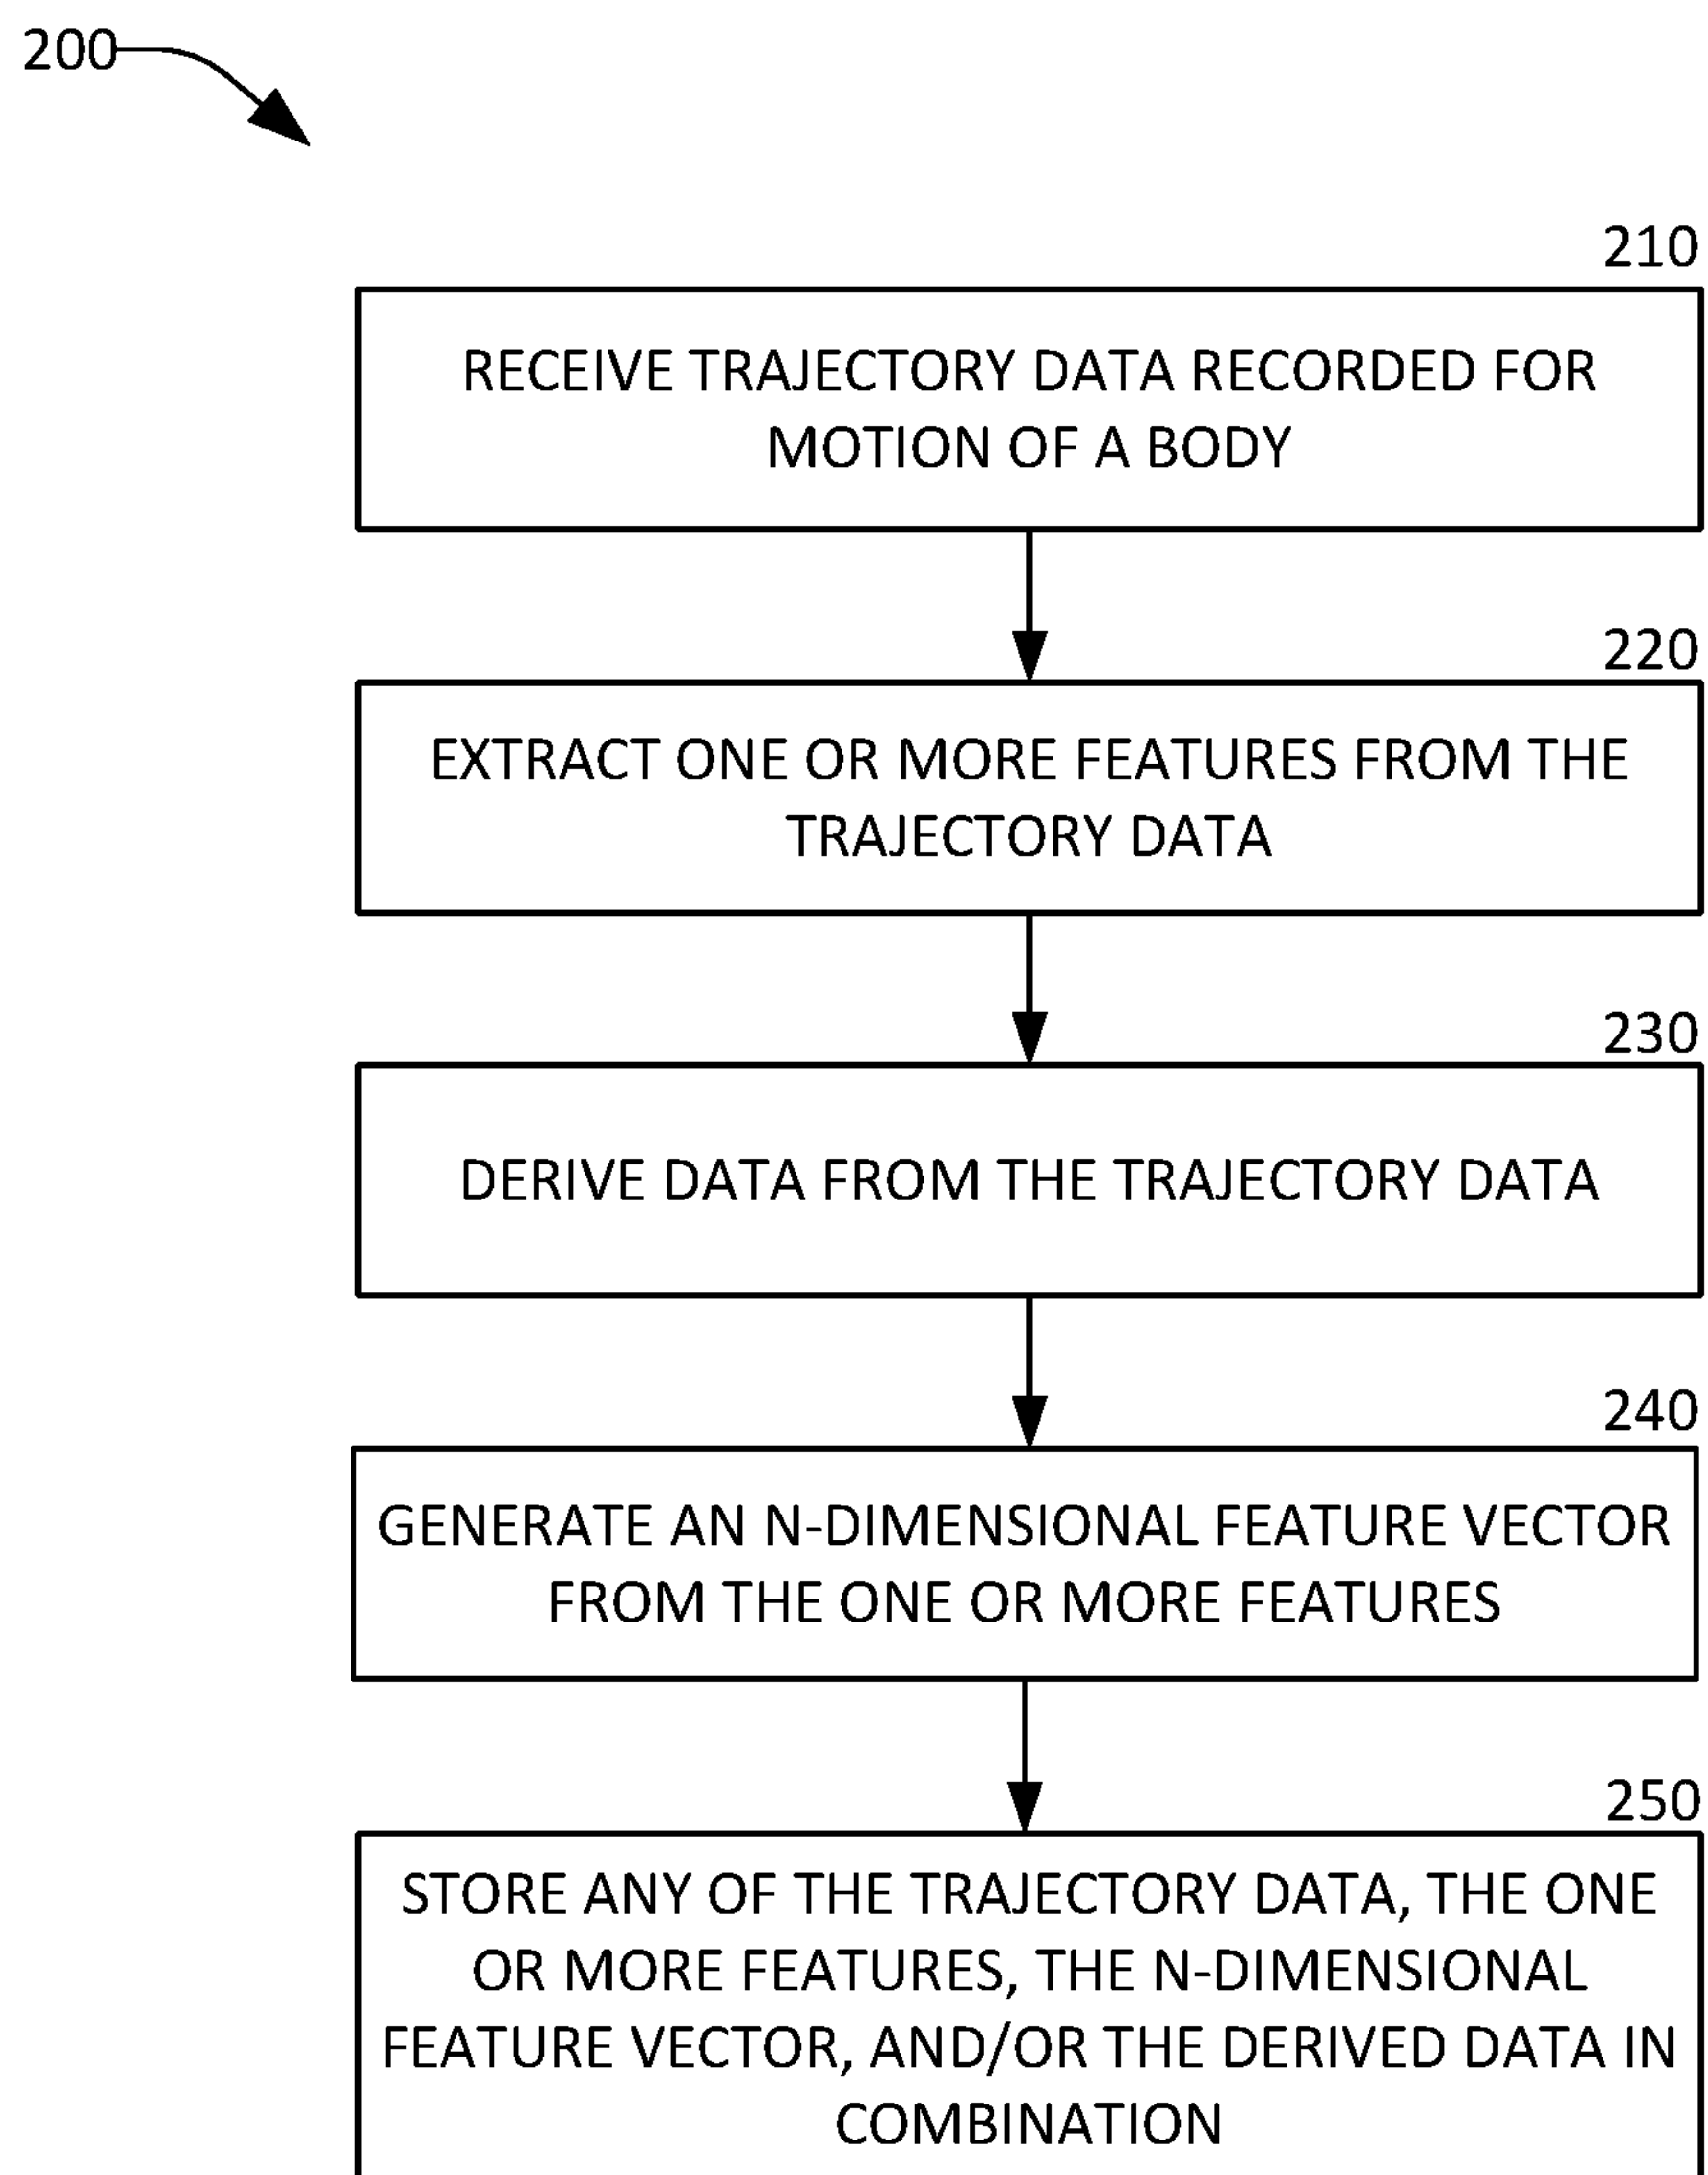 200
210
RECEIVE TRAJECTORY DATA RECORDED FOR
MOTION OF A BODY
220
EXTRACT ONE OR MORE FEATURES FROM THE
TRAJECTORY DATA
230
DERIVE DATA FROM THE TRAJECTORY DATA
240
GENERATE AN N-DIMENSIONAL FEATURE VECTOR
FROM THE ONE OR MORE FEATURES
250
STORE ANY OF THE TRAJECTORY DATA, THE ONE
OR MORE FEATURES, THE N-DIMENSIONAL
FEATURE VECTOR, AND/OR THE DERIVED DATA IN
COMBINATION